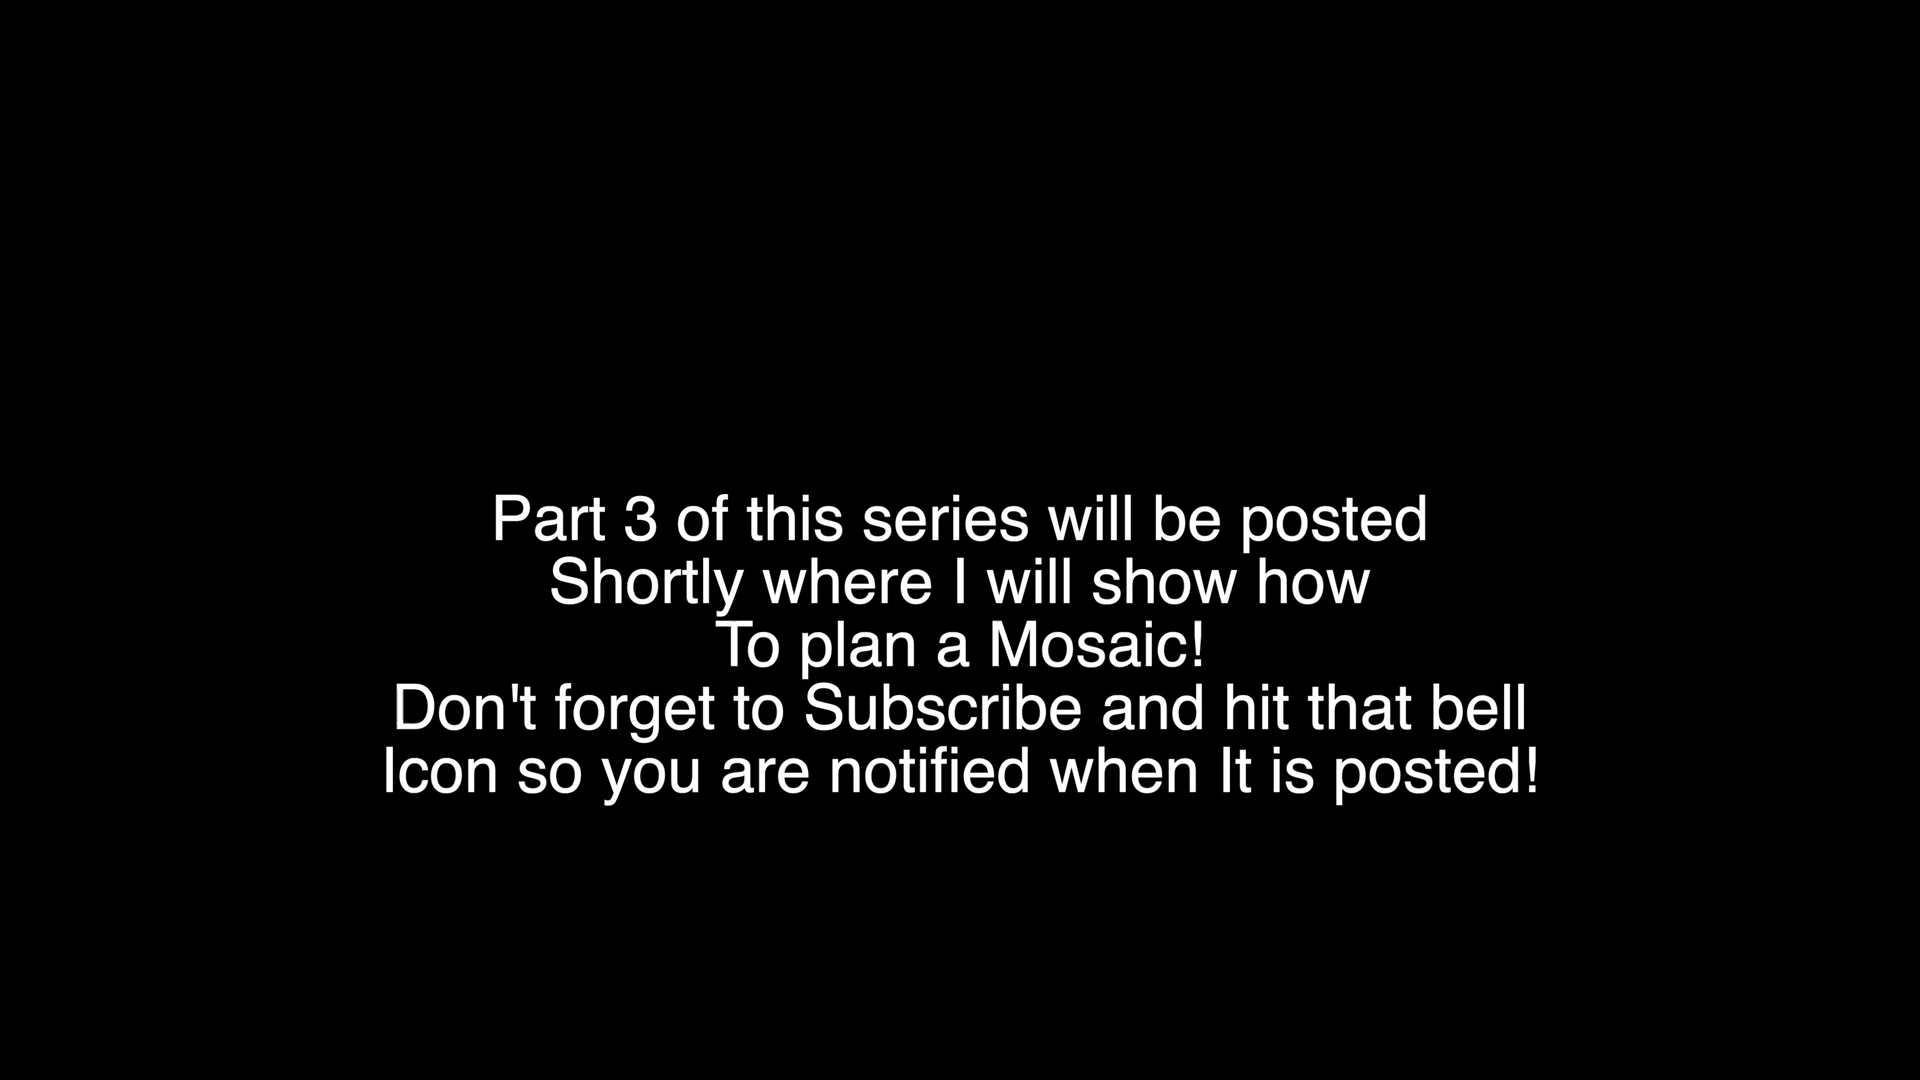 Part 3 of this series will be posted
Shortly where I will show how
To plan a Mosaic!
Don't forget to Subscribe and hit that bell
Icon so you are notified when It is posted!